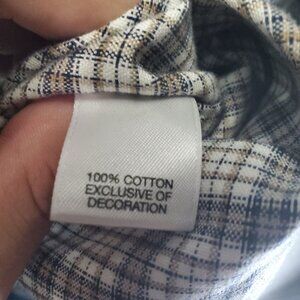 100% COTTON
EXCLUSIVE OF
DECORATION